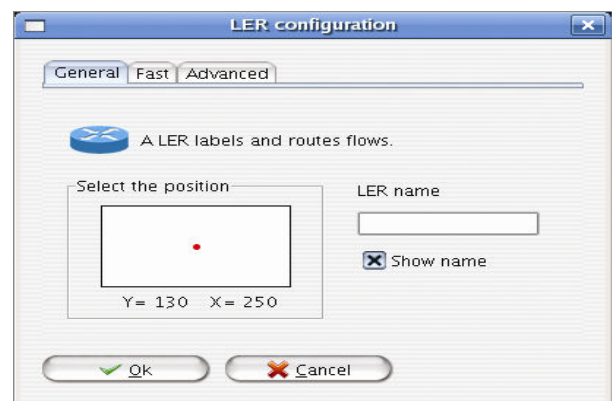 LER configuration
General Fast Advanced
A LER labels and routes flows.
Select the position
LER name
Show name
Y= 130 X= 250
Ok Cancel